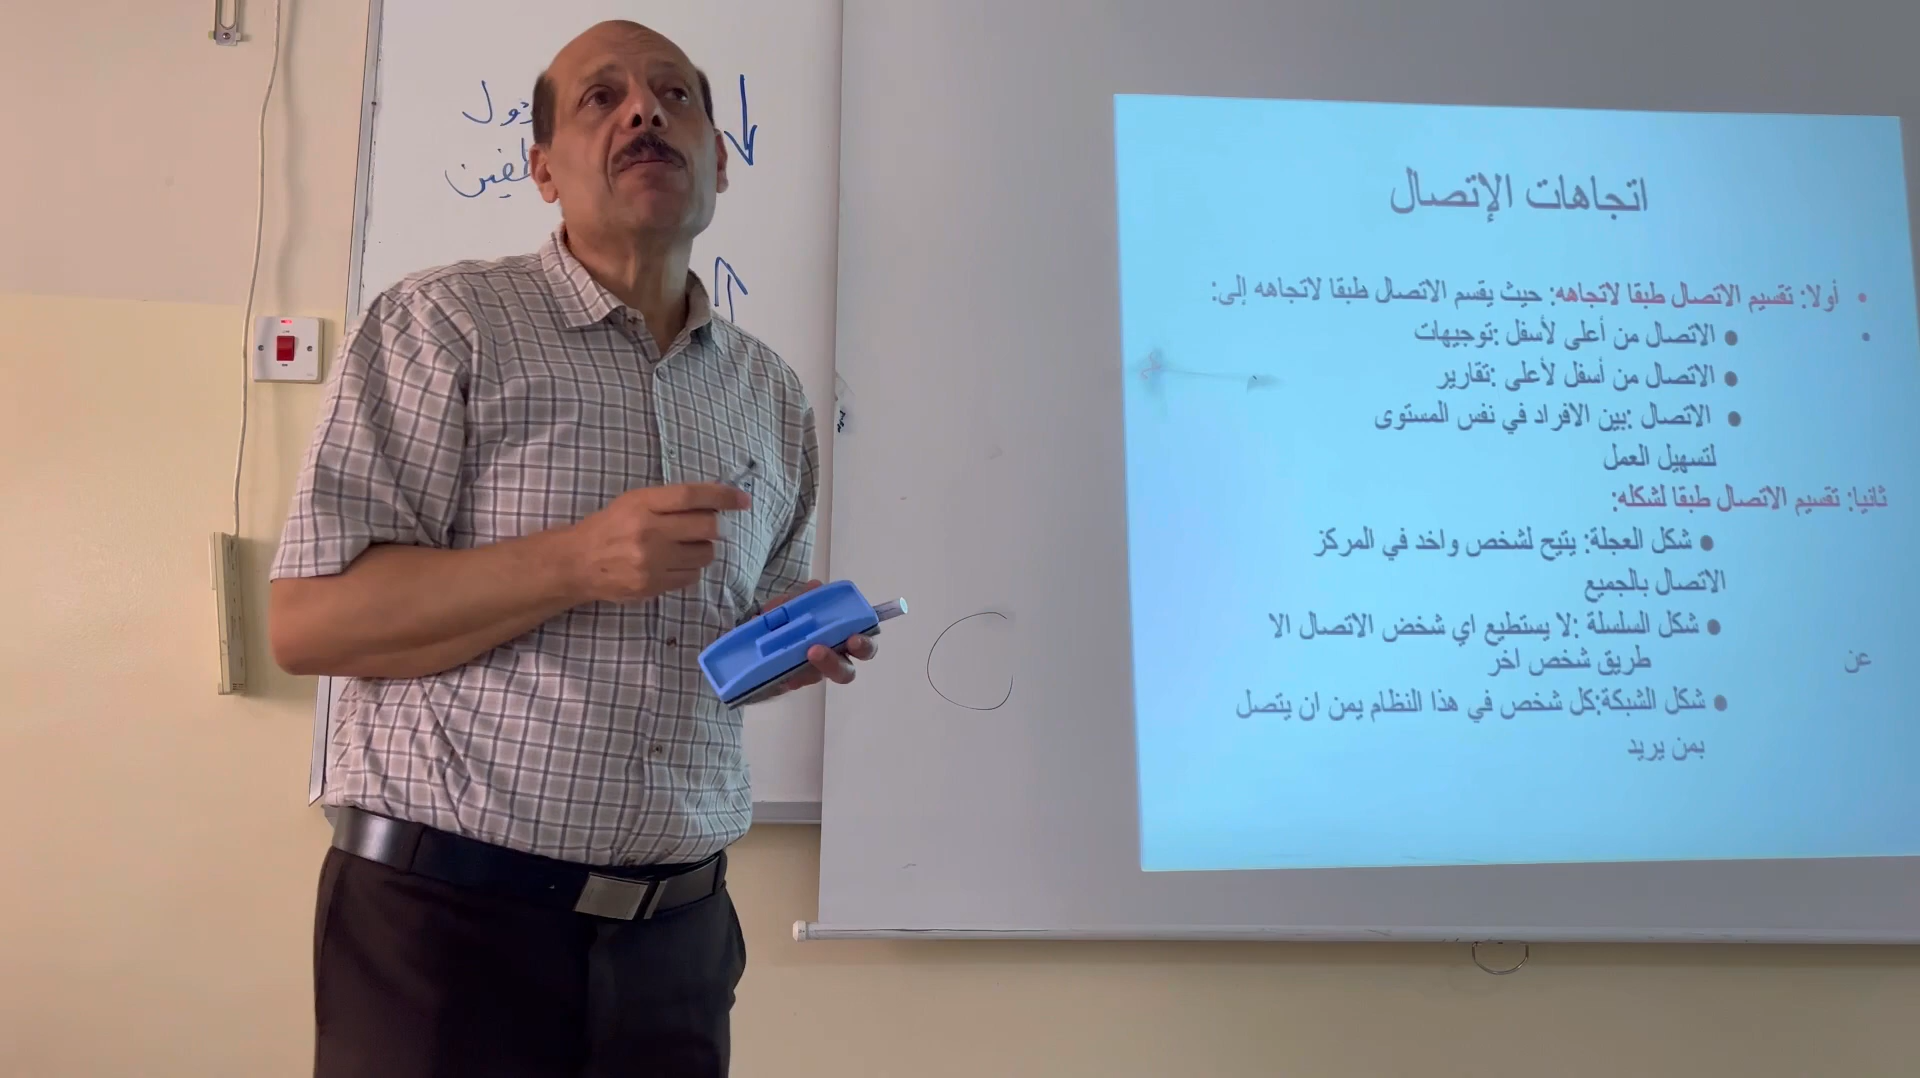 اتجاهات الإتصال
• أولا: تقسيم الاتصال طبقا لاتجاهه: حيث يقسم الاتصال طبقا لاتجاهه إلى:
• ● الاتصال من أعلى لأسفل :توجيهات
● الاتصال من أسفل لأعلى :تقارير
● الاتصال :بين الافراد في نفس المستوى
لتسهيل العمل
ثانيا: تقسيم الاتصال طبقا لشكله:
● شكل العجلة: يتيح لشخص واخد في المركز
الاتصال بالجميع
● شكل السلسلة :لا يستطيع اي شخض الاتصال الا
عن طريق شخص اخر
● شكل الشبكة:كل شخص في هذا النظام يمن ان يتصل
بمن يريد